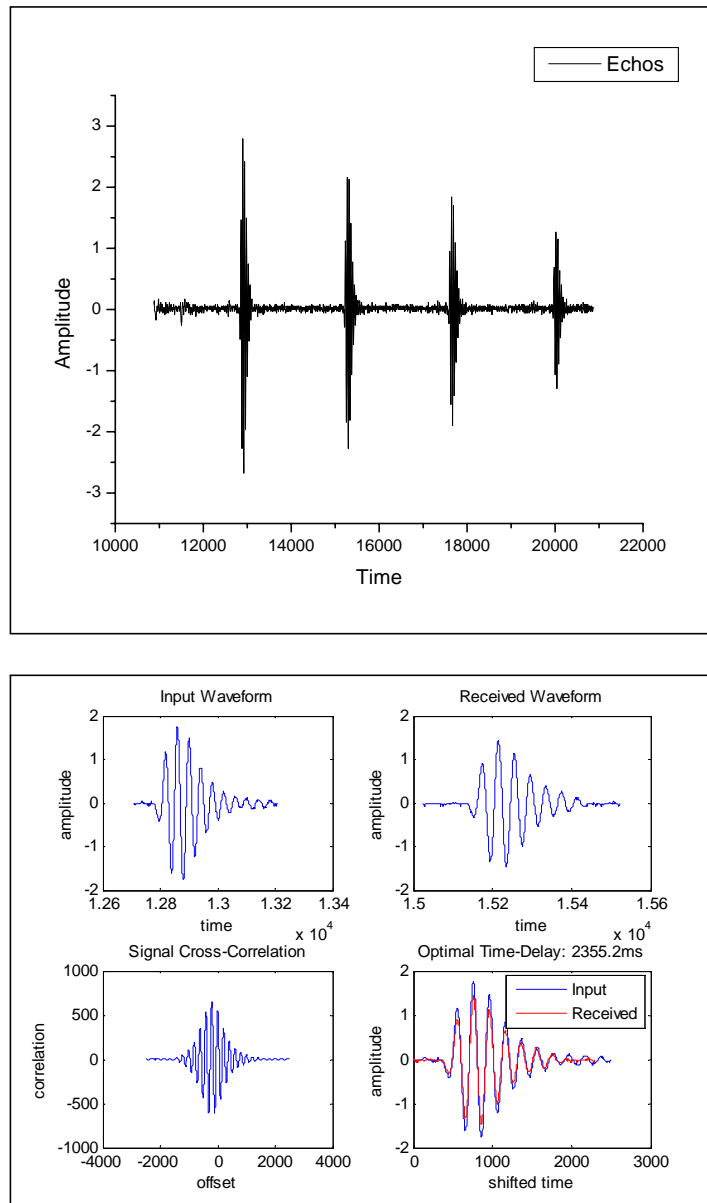 Echos
3
2
1
0
-1
-2
-3
Amplitude
10000 12000 14000 16000 18000 20000 22000
Time
Input Waveform
2
1
0
-1
-2
amplitude
1.26 1.28 1.3 1.32 1.34
time
x 10^4
Received Waveform
2
1
0
-1
-2
amplitude
1.5 1.52 1.54 1.56
time
x 10^4
Signal Cross-Correlation
1000
500
0
-500
-1000
correlation
-4000 -2000 0 2000 4000
offset
Optimal Time-Delay: 2355.2ms
Input
Received
2
1
0
-1
-2
amplitude
0 1000 2000 3000
shifted time